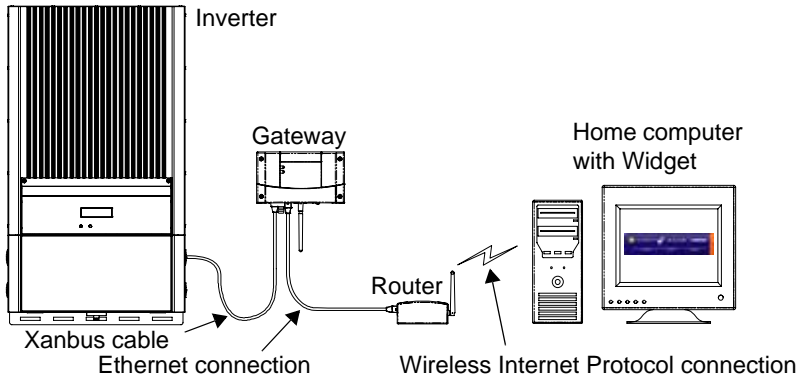 Inverter
Gateway
Home computer
with Widget
Router
Xanbus cable
Ethernet connection
Wireless Internet Protocol connection